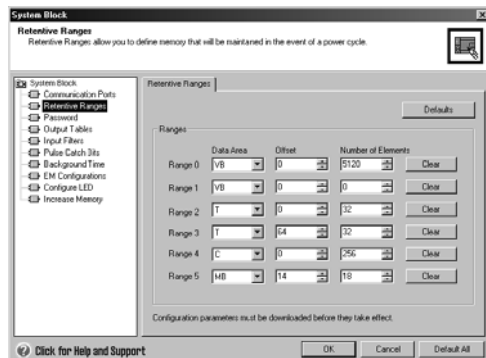 System Block
Retentive Ranges
Retentive Ranges allow you to define memory that will be maintained in the event of a power cycle.
System Block
Communication Ports
Retentive Ranges
Password
Output Tables
Input Filters
Pulse Catch Bits
Background Time
EM Configurations
Configure LED
Increase Memory
Retentive Ranges
Defaults
Ranges
Data Area Offset Number of Elements
Range 0 VB 0 5120 Clear
Range 1 VB 0 0 Clear
Range 2 T 0 32 Clear
Range 3 T 64 32 Clear
Range 4 C 0 256 Clear
Range 5 MB 14 18 Clear
Configuration parameters must be downloaded before they take effect.
Click for Help and Support OK Cancel Default All